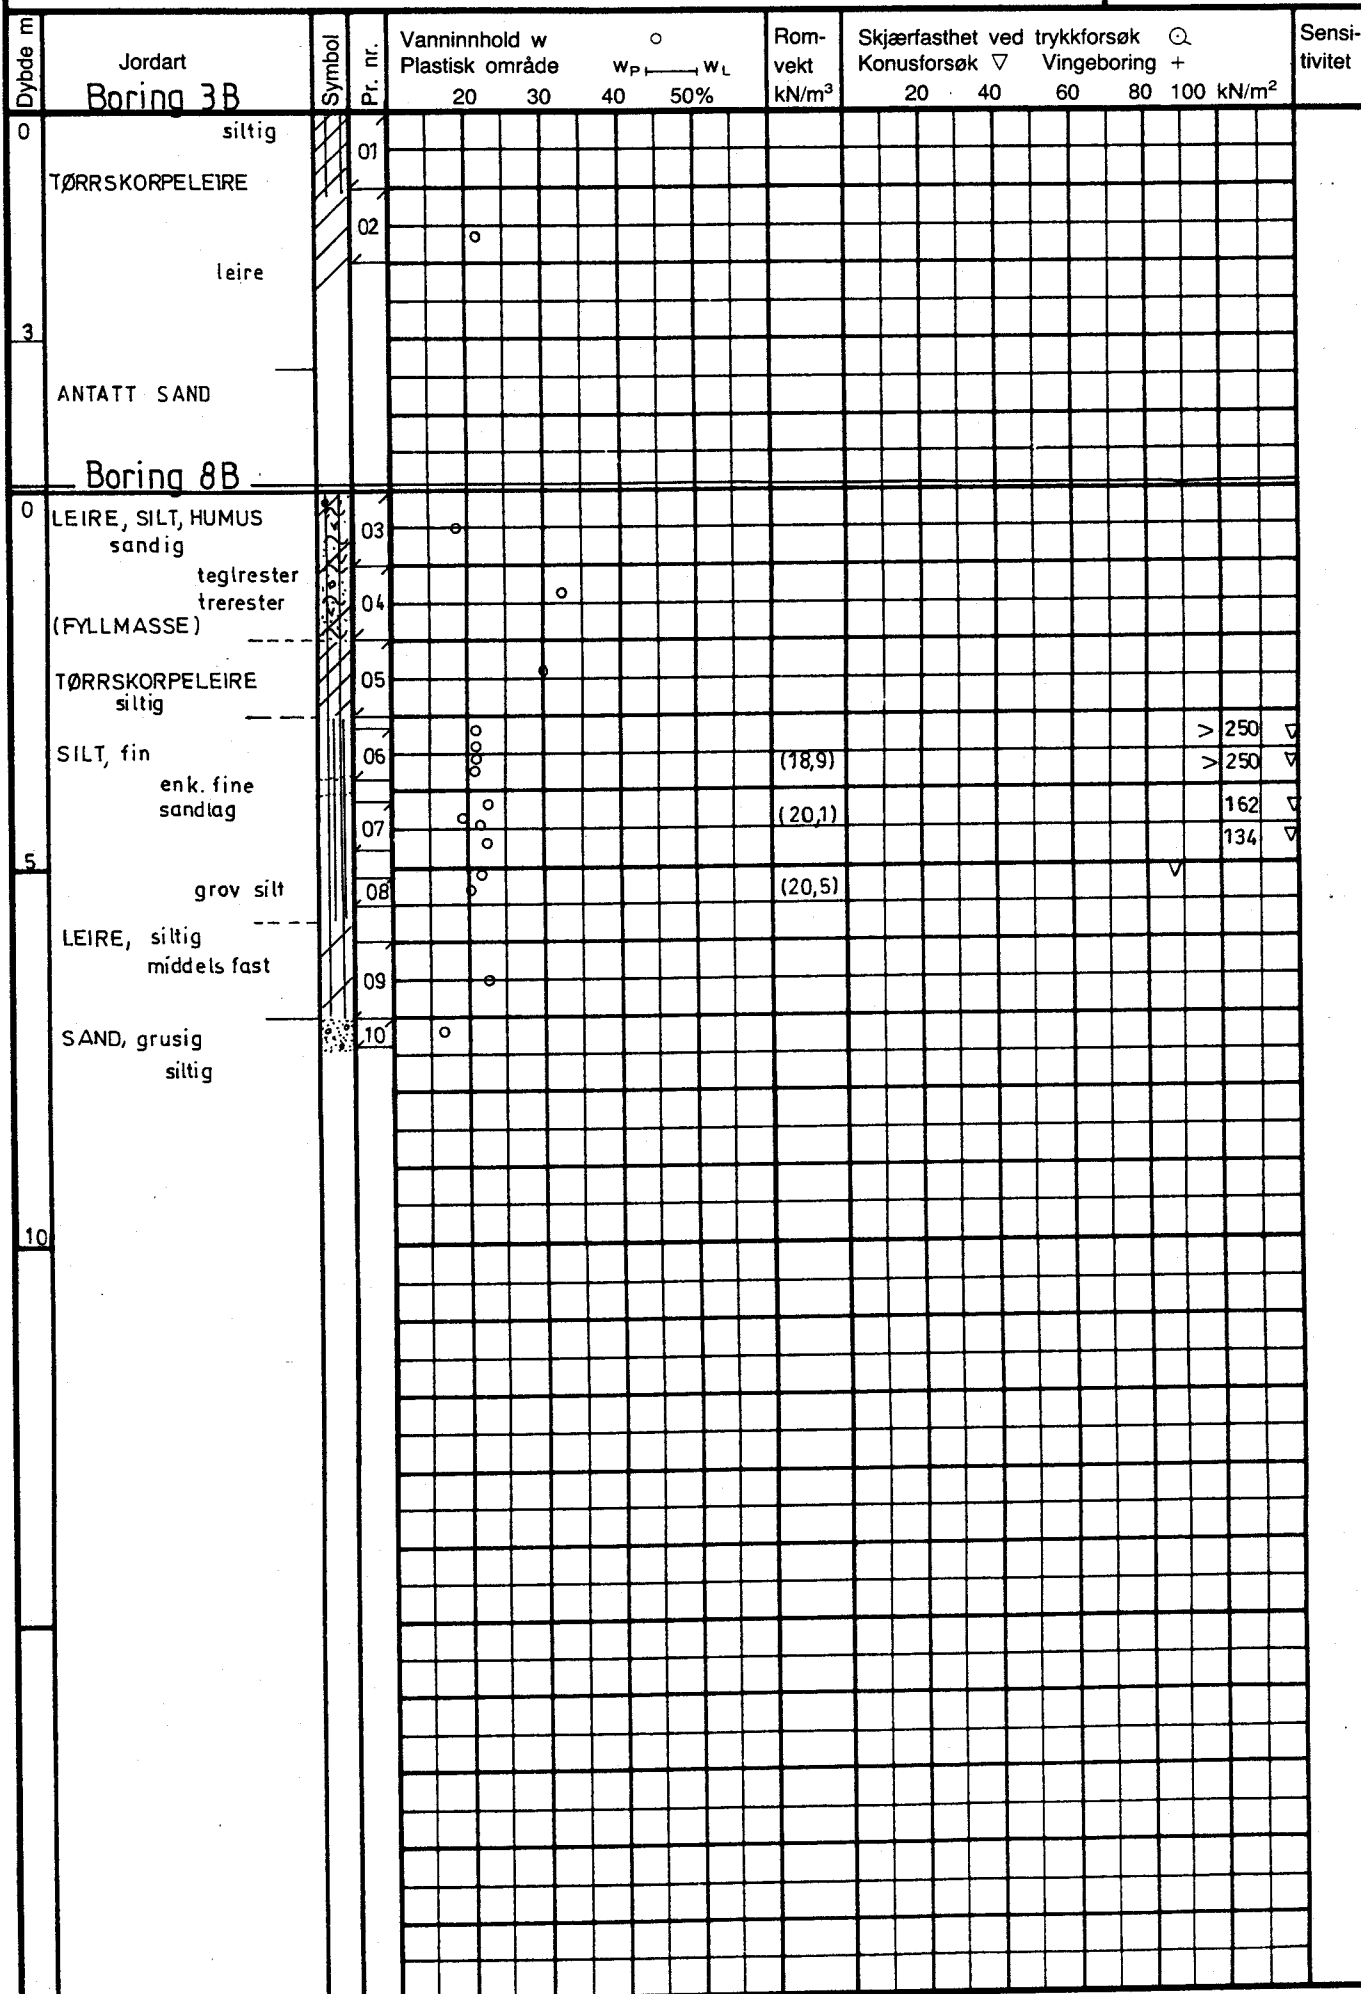 Dybde m
Jordart
Boring 3B
Symbol
Pr. nr.
Vanninnhold w
Plastisk område wP wL
20 30 40 50%
Rom-
vekt
kN/m³
Skjærfasthet ved trykkforsøk
Konusforsøk ▽ Vingeboring +
20 40 60 80 100 kN/m²
Sensi-
tivitet
0
siltig
01
TØRRSKORPELEIRE
02
leire
3
ANTATT SAND
Boring 8B
0
LEIRE, SILT, HUMUS
sandig
03
teglrester
trerester
04
(FYLLMASSE)
TØRRSKORPELEIRE
siltig
05
> 250
SILT, fin
06
(18,9)
> 250
enk. fine
sandlag
07
(20,1)
162
134
5
grov silt
08
(20,5)
LEIRE, siltig
middels fast
09
SAND, grusig
siltig
10
10